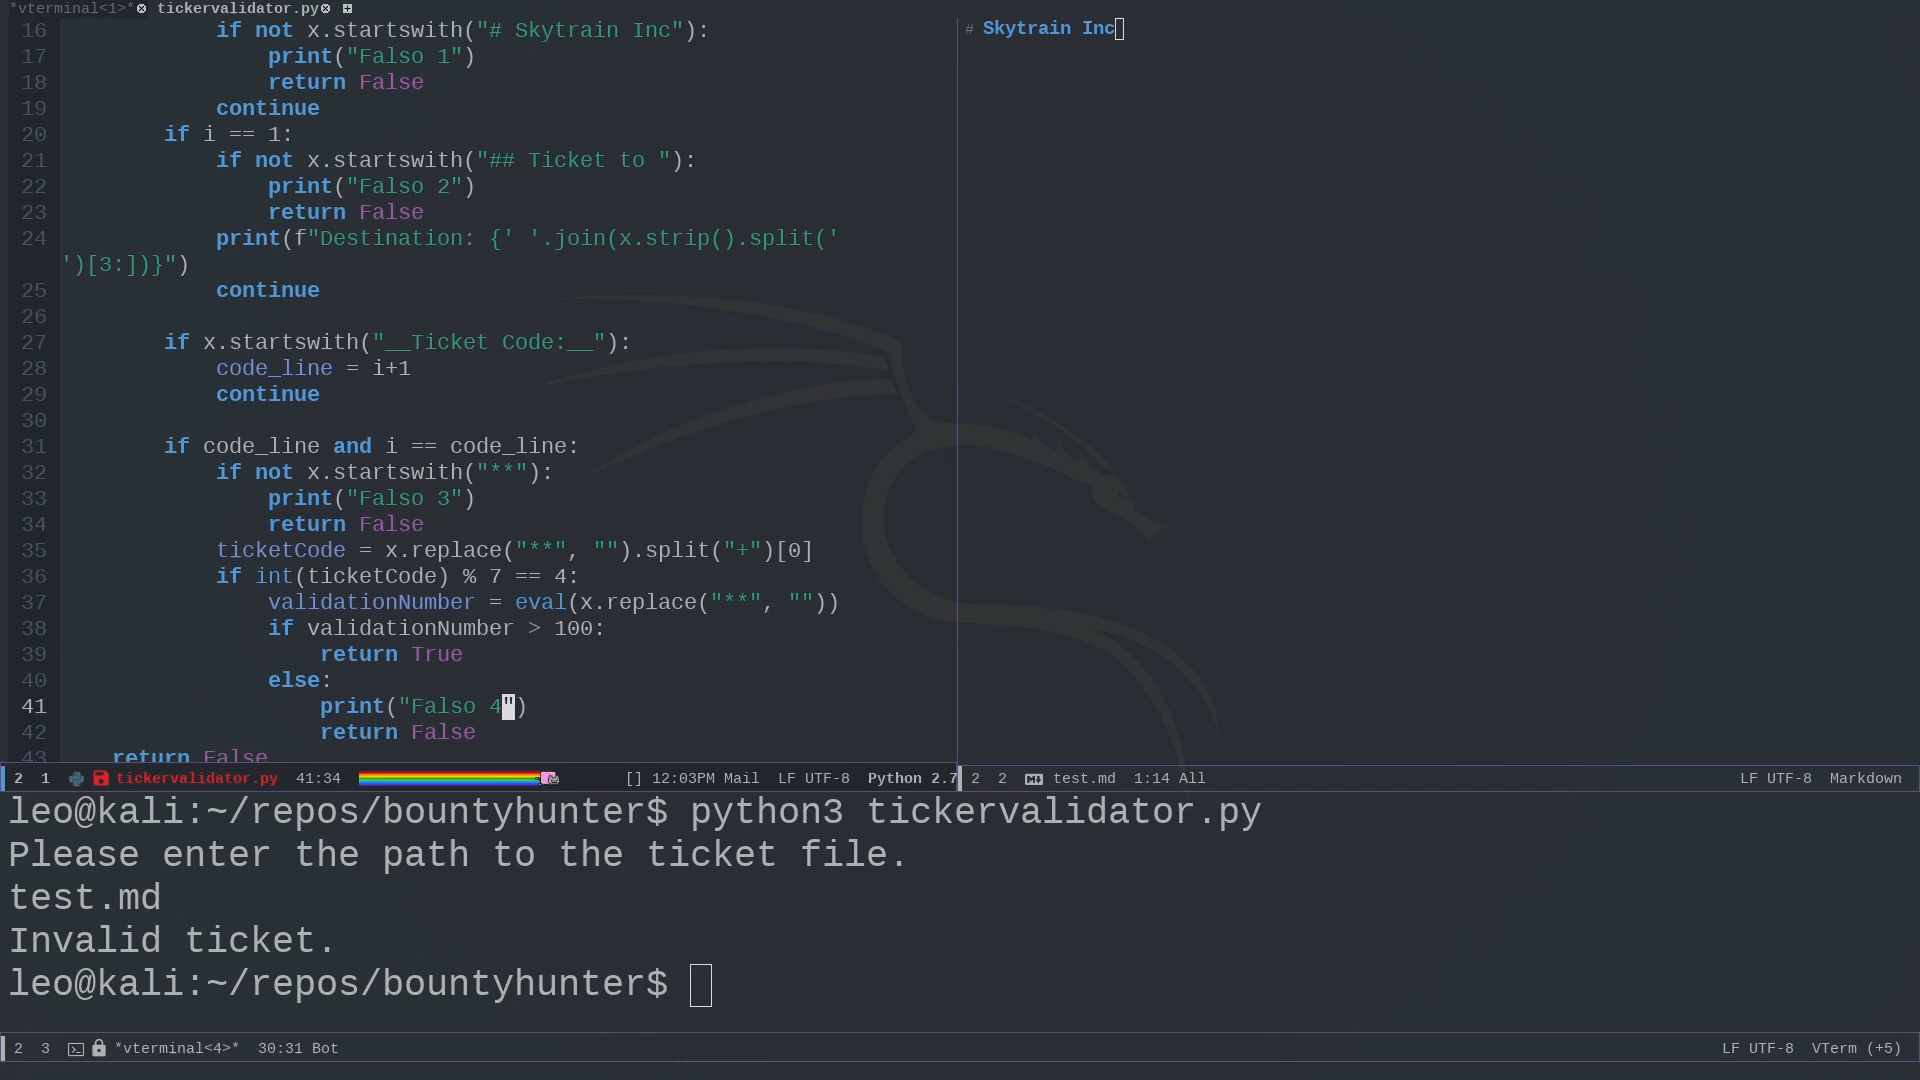 *vterminal<1>* tickervalidator.py
16 if not x.startswith("# Skytrain Inc"):
17 print("Falso 1")
18 return False
19 continue
20 if i == 1:
21 if not x.startswith("## Ticket to "):
22 print("Falso 2")
23 return False
24 print(f"Destination: {' '.join(x.strip().split('
')[3:])}")
25 continue
26
27 if x.startswith("__Ticket Code:__"):
28 code_line = i+1
29 continue
30
31 if code_line and i == code_line:
32 if not x.startswith("**"):
33 print("Falso 3")
34 return False
35 ticketCode = x.replace("**", "").split("+")[0]
36 if int(ticketCode) % 7 == 4:
37 validationNumber = eval(x.replace("**", ""))
38 if validationNumber > 100:
39 return True
40 else:
41 print("Falso 4")
42 return False
43 return False
2 1 tickervalidator.py 41:34 [] 12:03PM Mail LF UTF-8 Python 2.7
# Skytrain Inc
2 2 test.md 1:14 All LF UTF-8 Markdown
leo@kali:~/repos/bountyhunter$ python3 tickervalidator.py
Please enter the path to the ticket file.
test.md
Invalid ticket.
leo@kali:~/repos/bountyhunter$
2 3 *vterminal<4>* 30:31 Bot LF UTF-8 VTerm (+5)